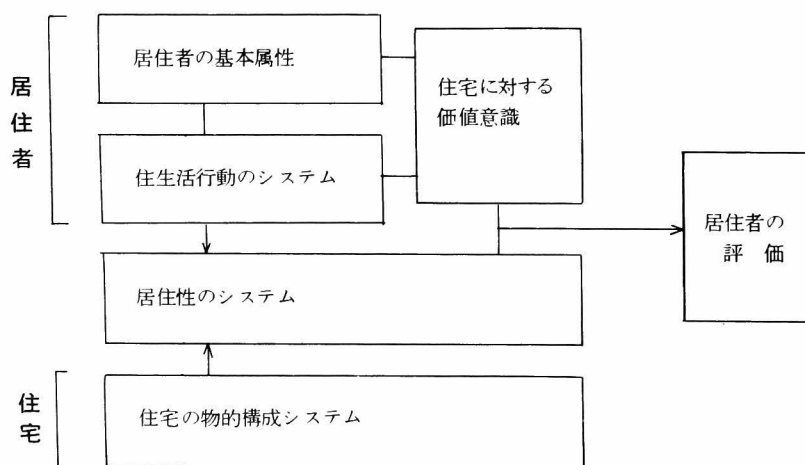 居住者
居住者の基本属性
住宅に対する
価値意識
住生活行動のシステム
居住者の
評価
居住性のシステム
住宅
住宅の物的構成システム